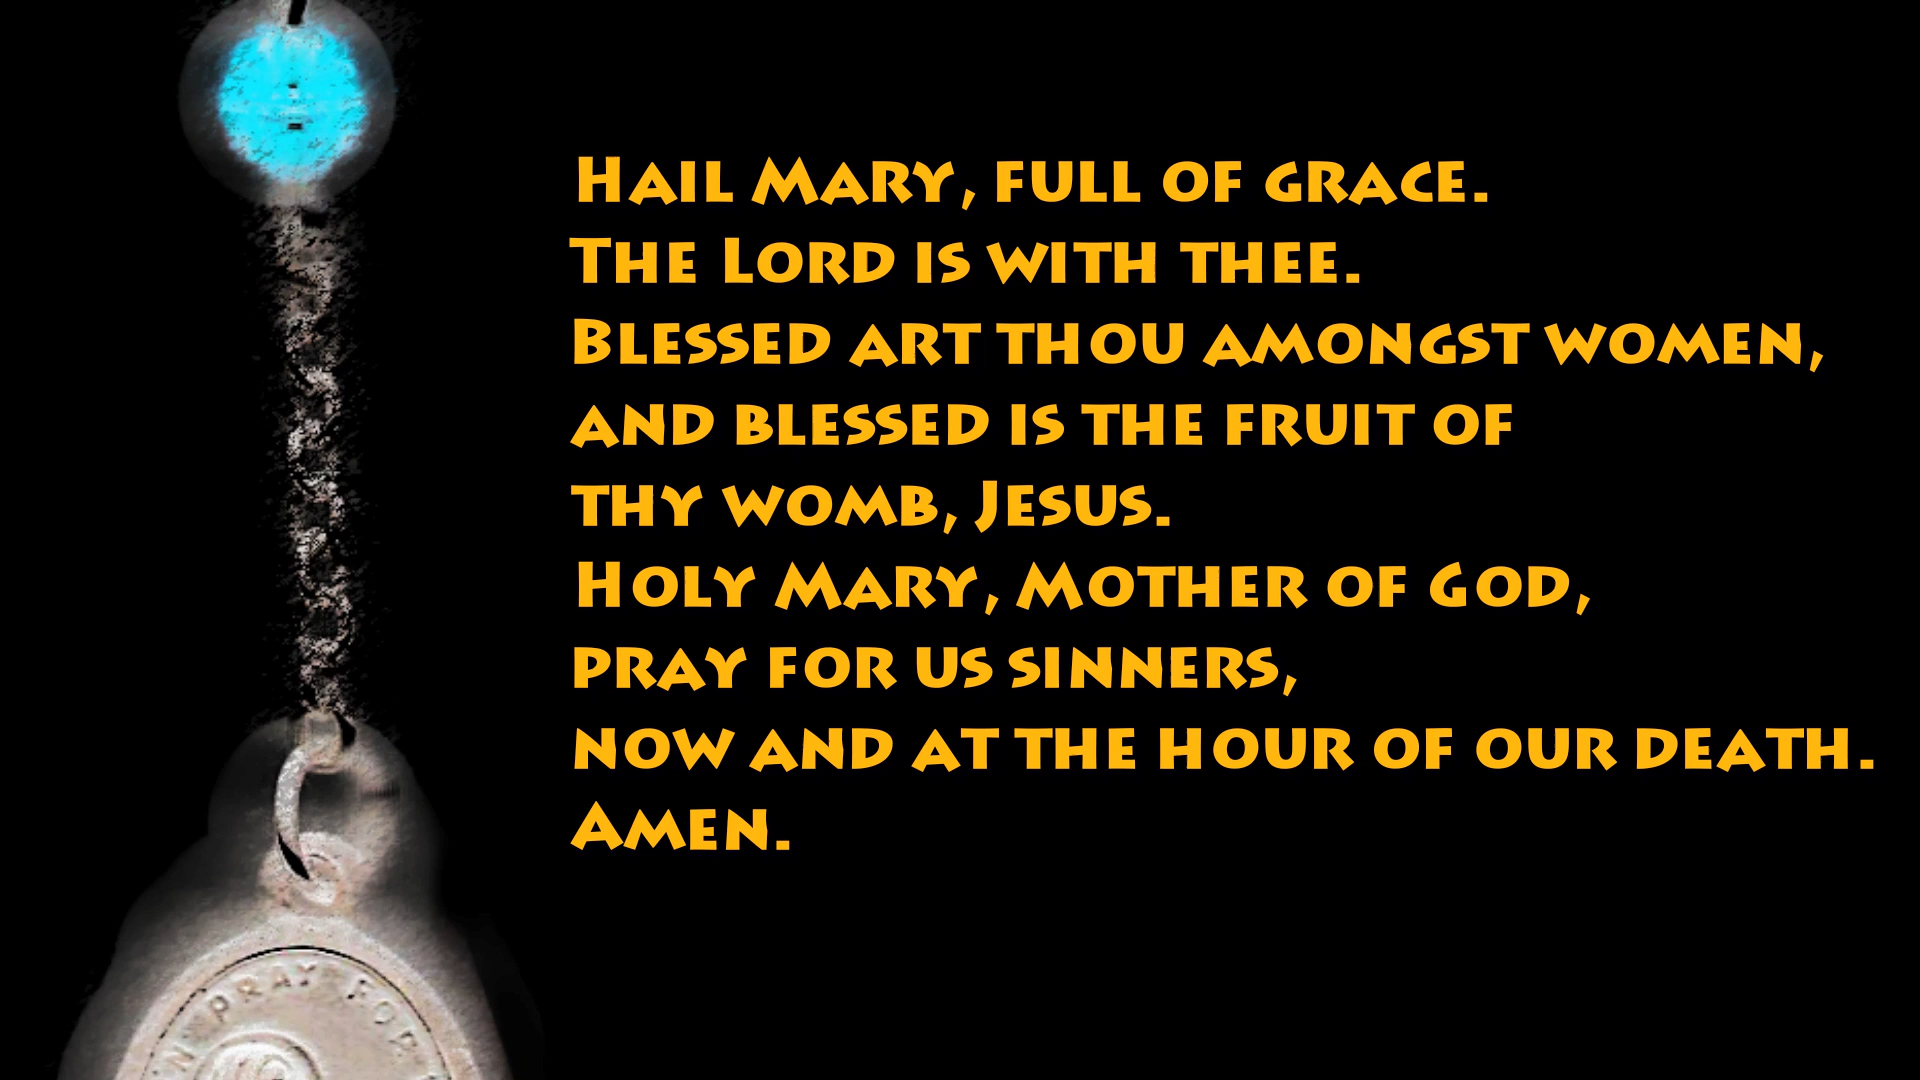 Hail Mary, full of grace.
The Lord is with thee.
Blessed art thou amongst women,
and blessed is the fruit of
thy womb, Jesus.
Holy Mary, Mother of God,
pray for us sinners,
now and at the hour of our death.
Amen.
PRAY FOR